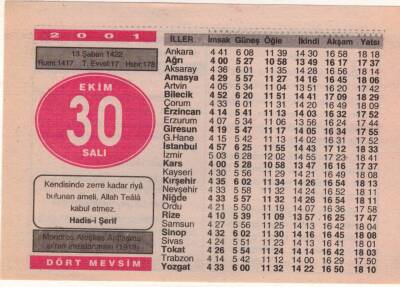 2001
13 Şaban 1422
Rumi:1417 T. Evvel:17 Hızır:178
EKİM
30
SALI
Kendisinde zerre kadar riyâ
bulunan ameli, Allah Teâlâ
kabul etmez.
Hadis-i Şerif
Mondros Ateşkes Antlaşması
(1918)
DÖRT MEVSİM
İLLER İmsak Güneş Öğle İkindi Akşam Yatsı
Ankara 4 41 6 08 11 39 14 30 16 58 18 18
Ağrı 4 00 5 27 10 58 13 49 16 17 17 37
Aksaray 4 36 6 01 11 35 14 28 16 56 18 14
Amasya 4 29 5 57 11 27 14 16 16 45 18 06
Artvin 4 05 5 34 11 04 13 51 16 20 17 42
Bilecik 4 52 6 20 11 51 14 41 17 09 18 29
Çorum 4 33 6 01 11 31 14 20 16 49 18 09
Erzincan 4 14 5 41 11 13 14 03 16 32 17 52
Erzurum 4 07 5 34 11 06 13 56 16 24 17 44
Giresun 4 19 5 47 11 17 14 05 16 34 17 55
G.Hane 4 15 5 42 11 13 14 02 16 31 17 52
İstanbul 4 57 6 25 11 55 14 43 17 12 18 33
İzmir 5 03 6 28 12 02 14 55 17 23 18 41
Kars 4 00 5 28 10 58 13 47 16 16 17 37
Kayseri 4 30 5 56 11 29 14 21 16 49 18 08
Kırşehir 4 35 6 02 11 34 14 26 16 54 18 13
Nevşehir 4 33 5 58 11 32 14 24 16 52 18 11
Niğde 4 33 5 57 11 32 14 26 16 54 18 11
Ordu 4 21 5 50 11 19 14 07 16 36 17 57
Rize 4 10 5 39 11 09 13 57 16 25 17 47
Samsun 4 27 5 56 11 25 14 13 16 42 18 03
Sinop 4 32 6 02 11 30 14 16 16 45 18 08
Sivas 4 24 5 51 11 23 14 13 16 42 18 01
Tokat 4 26 5 54 11 24 14 14 16 42 18 03
Trabzon 4 14 5 42 11 12 14 00 16 29 17 50
Yozgat 4 33 6 00 11 32 14 22 16 50 18 10